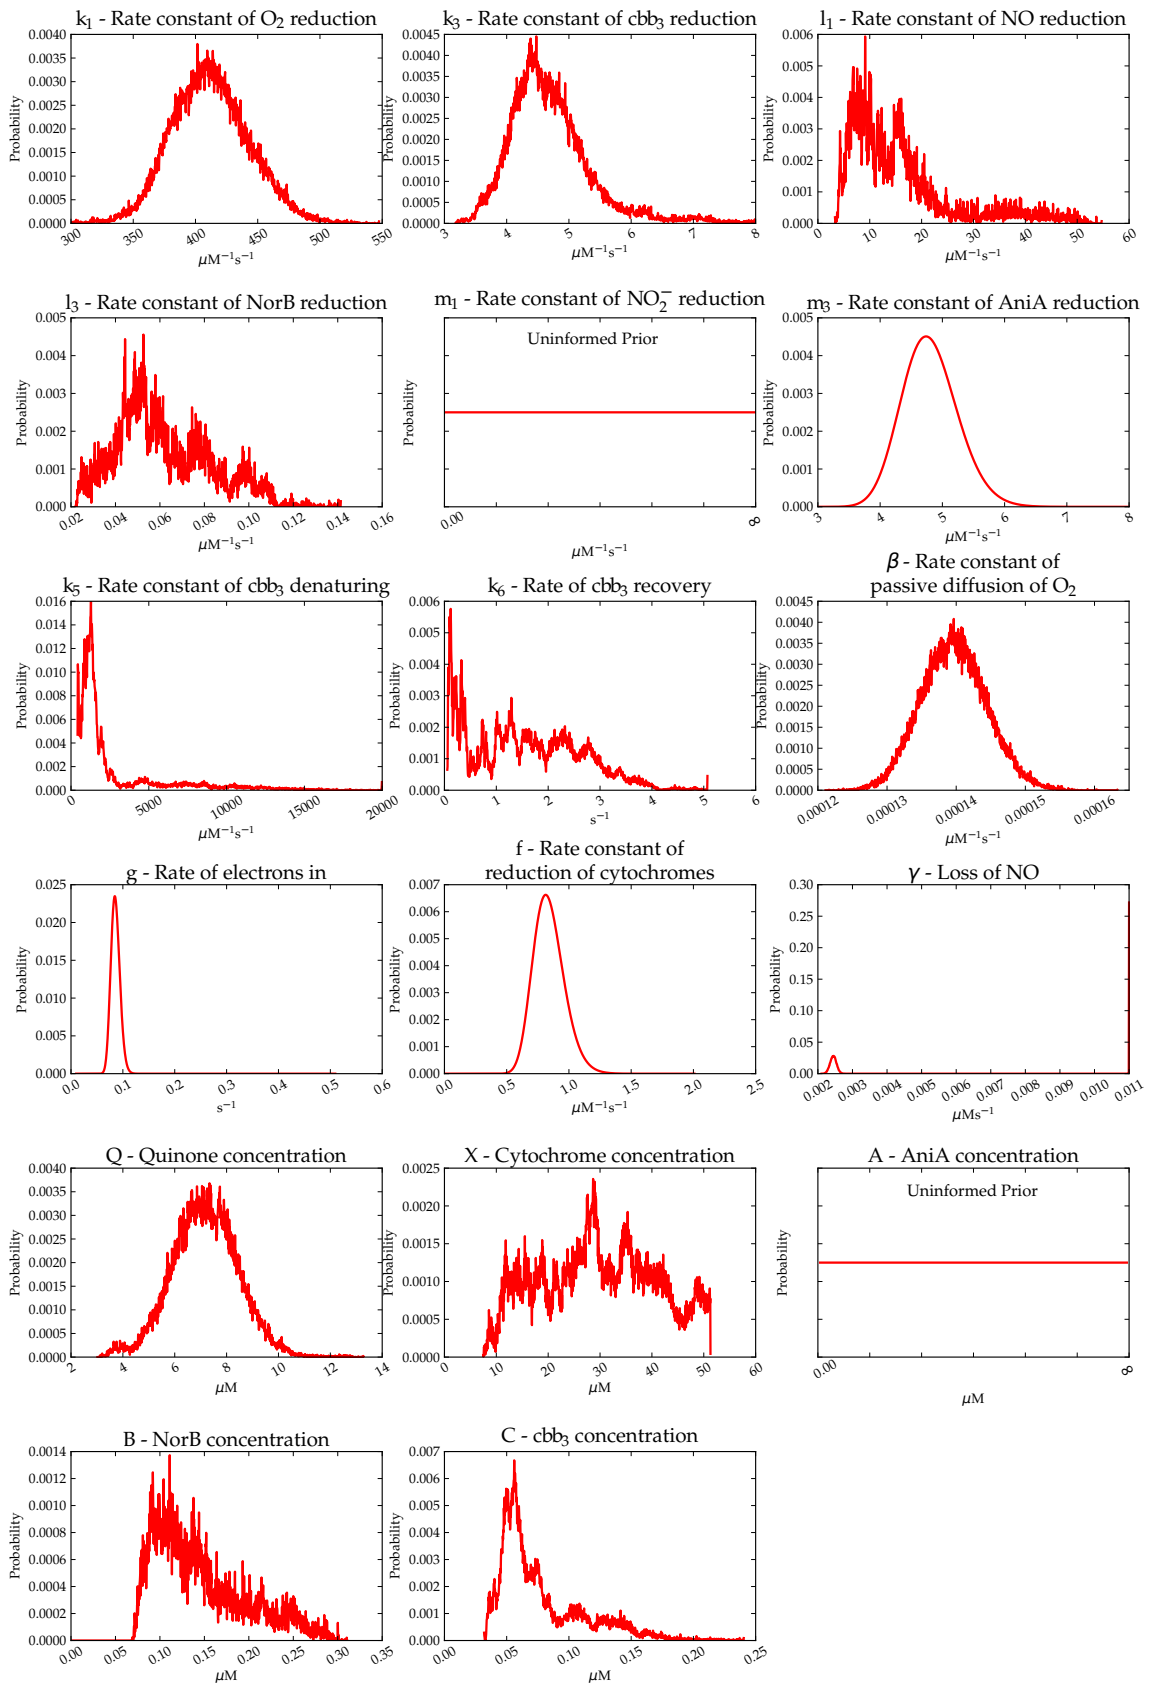 k₁ - Rate constant of O₂ reduction
Probability
0.0040
0.0035
0.0030
0.0025
0.0020
0.0015
0.0010
0.0005
0.0000
300 350 400 450 500 550
μM⁻¹s⁻¹
k₃ - Rate constant of cbb₃ reduction
Probability
0.0045
0.0040
0.0035
0.0030
0.0025
0.0020
0.0015
0.0010
0.0005
0.0000
3 4 5 6 7 8
μM⁻¹s⁻¹
l₁ - Rate constant of NO reduction
Probability
0.006
0.005
0.004
0.003
0.002
0.001
0.000
0 10 20 30 40 50 60
μM⁻¹s⁻¹
l₃ - Rate constant of NorB reduction
Probability
0.005
0.004
0.003
0.002
0.001
0.000
0.02 0.04 0.06 0.08 0.10 0.12 0.14 0.16
μM⁻¹s⁻¹
m₁ - Rate constant of NO₂⁻ reduction
Uninformed Prior
Probability
0.00 ∞
μM⁻¹s⁻¹
m₃ - Rate constant of AniA reduction
Probability
0.005
0.004
0.003
0.002
0.001
0.000
3 4 5 6 7 8
μM⁻¹s⁻¹
k₅ - Rate constant of cbb₃ denaturing
Probability
0.016
0.014
0.012
0.010
0.008
0.006
0.004
0.002
0.000
0 5000 10000 15000 20000
μM⁻¹s⁻¹
k₆ - Rate of cbb₃ recovery
Probability
0.006
0.005
0.004
0.003
0.002
0.001
0.000
0 1 2 3 4 5 6
s⁻¹
β - Rate constant of
passive diffusion of O₂
Probability
0.0045
0.0040
0.0035
0.0030
0.0025
0.0020
0.0015
0.0010
0.0005
0.0000
0.00012 0.00013 0.00014 0.00015 0.00016
μM⁻¹s⁻¹
g - Rate of electrons in
Probability
0.025
0.020
0.015
0.010
0.005
0.000
0.0 0.1 0.2 0.3 0.4 0.5 0.6
s⁻¹
f - Rate constant of
reduction of cytochromes
Probability
0.007
0.006
0.005
0.004
0.003
0.002
0.001
0.000
0.0 0.5 1.0 1.5 2.0 2.5
μM⁻¹s⁻¹
γ - Loss of NO
Probability
0.30
0.25
0.20
0.15
0.10
0.05
0.00
0.002 0.003 0.004 0.005 0.006 0.007 0.008 0.009 0.010 0.011
μMs⁻¹
Q - Quinone concentration
Probability
0.0040
0.0035
0.0030
0.0025
0.0020
0.0015
0.0010
0.0005
0.0000
2 4 6 8 10 12 14
μM
X - Cytochrome concentration
Probability
0.0025
0.0020
0.0015
0.0010
0.0005
0.0000
0 10 20 30 40 50 60
μM
A - AniA concentration
Uninformed Prior
Probability
0.00 ∞
μM
B - NorB concentration
Probability
0.0014
0.0012
0.0010
0.0008
0.0006
0.0004
0.0002
0.0000
0.00 0.05 0.10 0.15 0.20 0.25 0.30 0.35
μM
C - cbb₃ concentration
Probability
0.007
0.006
0.005
0.004
0.003
0.002
0.001
0.000
0.00 0.05 0.10 0.15 0.20 0.25
μM